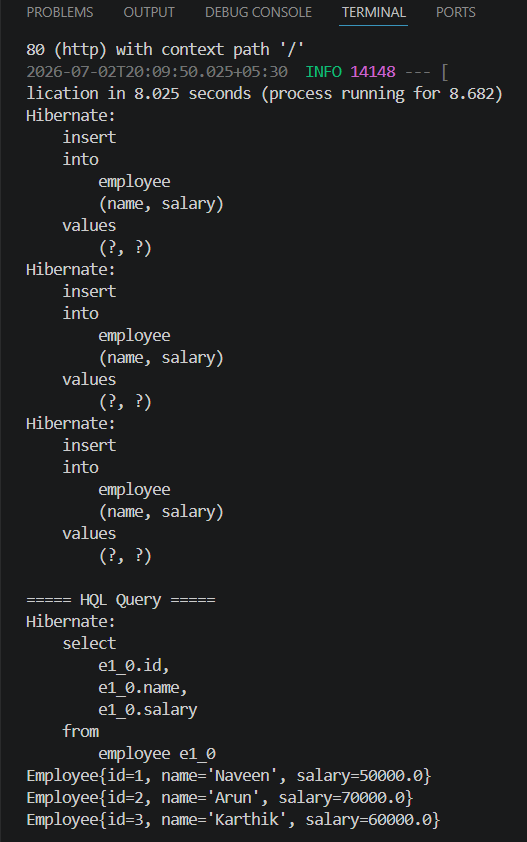 PROBLEMS OUTPUT DEBUG CONSOLE TERMINAL PORTS
80 (http) with context path '/'
2026-07-02T20:09:50.025+05:30  INFO 14148 --- [
lication in 8.025 seconds (process running for 8.682)
Hibernate:
    insert
    into
        employee
        (name, salary)
    values
        (?, ?)
Hibernate:
    insert
    into
        employee
        (name, salary)
    values
        (?, ?)
Hibernate:
    insert
    into
        employee
        (name, salary)
    values
        (?, ?)

===== HQL Query =====
Hibernate:
    select
        e1_0.id,
        e1_0.name,
        e1_0.salary
    from
        employee e1_0
Employee{id=1, name='Naveen', salary=50000.0}
Employee{id=2, name='Arun', salary=70000.0}
Employee{id=3, name='Karthik', salary=60000.0}